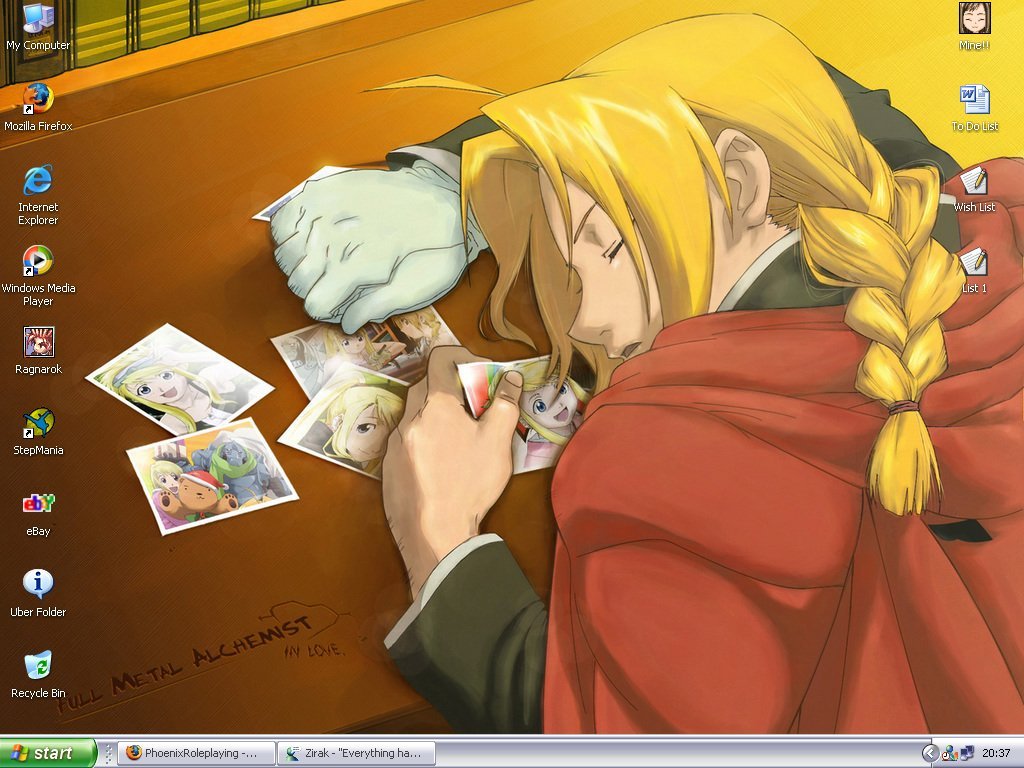 My Computer
Mozilla Firefox
Internet
Explorer
Windows Media
Player
Ragnarok
StepMania
ebY
eBay
Uber Folder
Recycle Bin
Mine!!
To Do List
Wish List
List 1
FULL METAL ALCHEMIST
IN LOVE.
start
PhoenixRoleplaying -...
Zirak - "Everything ha...
20:37